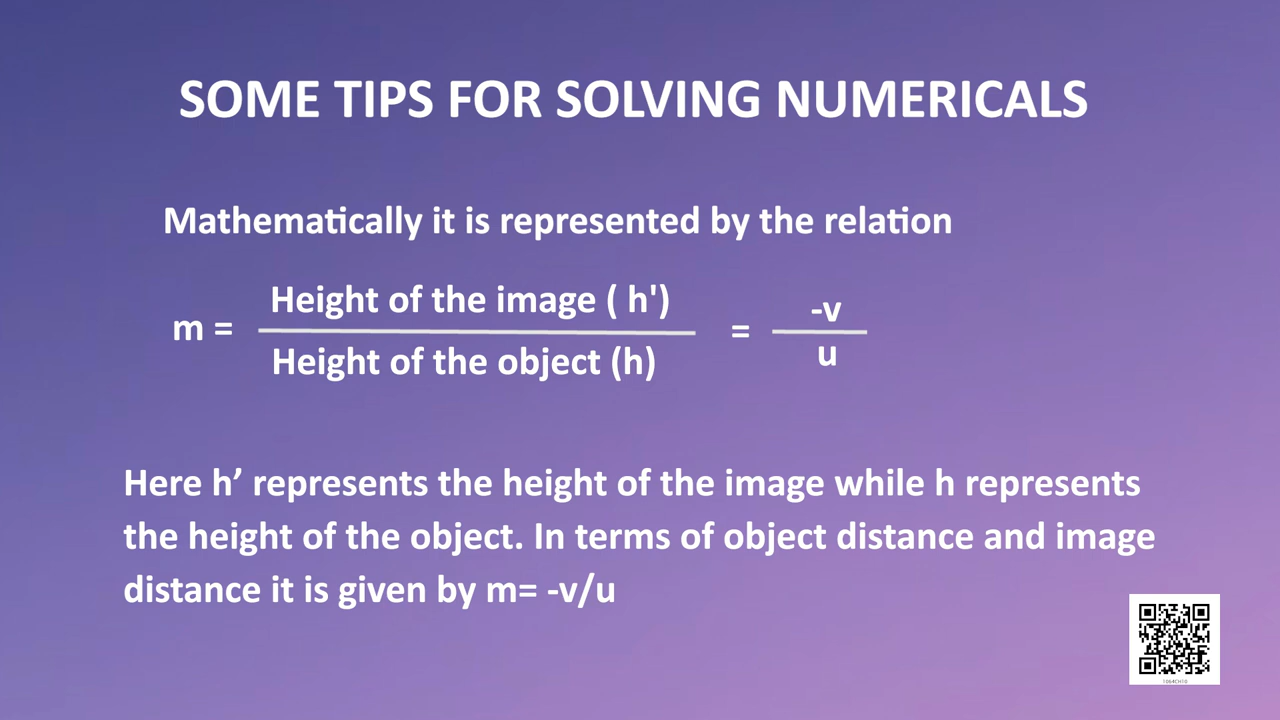 SOME TIPS FOR SOLVING NUMERICALS
Mathematically it is represented by the relation
m = Height of the image ( h') = -v
Height of the object (h) u
Here h’ represents the height of the image while h represents
the height of the object. In terms of object distance and image
distance it is given by m= -v/u